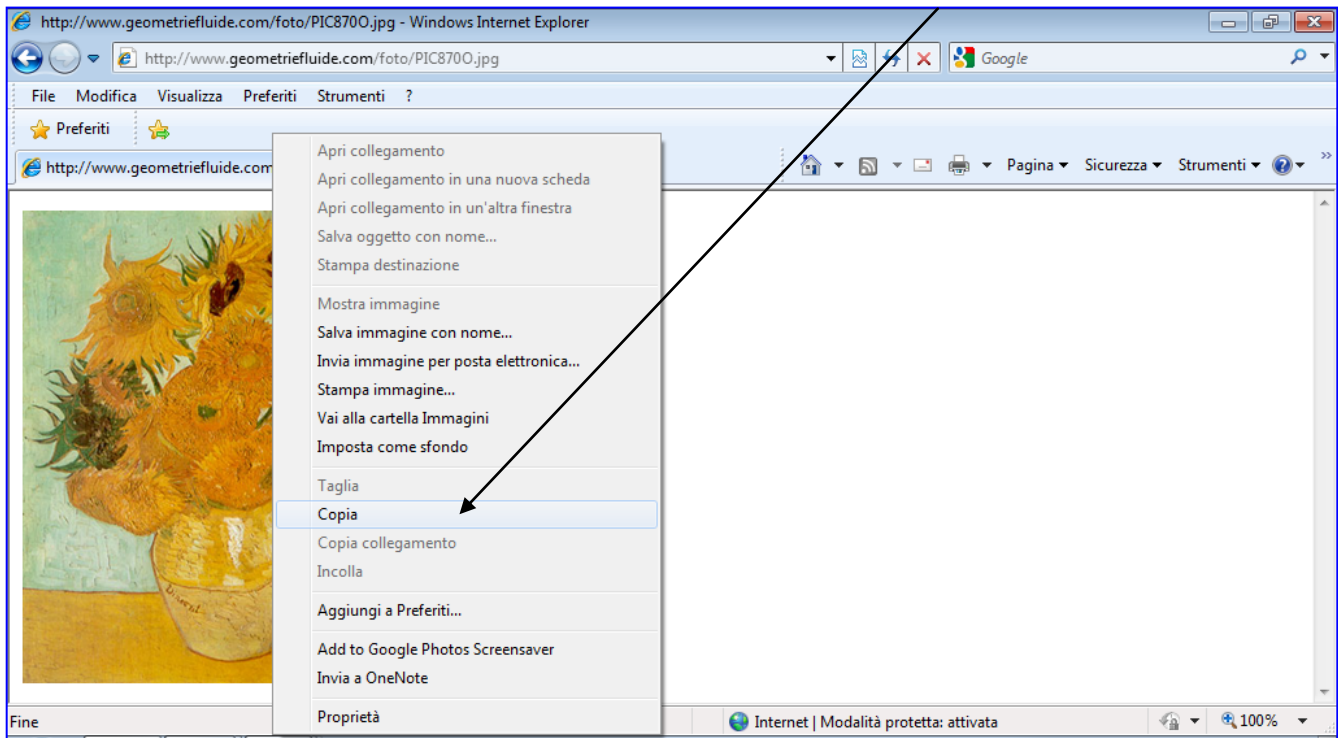 http://www.geometriefluide.com/foto/PIC870O.jpg - Windows Internet Explorer
http://www.geometriefluide.com/foto/PIC870O.jpg
Google
File Modifica Visualizza Preferiti Strumenti ?
Preferiti
http://www.geometriefluide.com
Pagina Sicurezza Strumenti
Apri collegamento
Apri collegamento in una nuova scheda
Apri collegamento in un'altra finestra
Salva oggetto con nome...
Stampa destinazione
Mostra immagine
Salva immagine con nome...
Invia immagine per posta elettronica...
Stampa immagine...
Vai alla cartella Immagini
Imposta come sfondo
Taglia
Copia
Copia collegamento
Incolla
Aggiungi a Preferiti...
Add to Google Photos Screensaver
Invia a OneNote
Proprietà
Vincent
Fine
Internet | Modalità protetta: attivata
100%